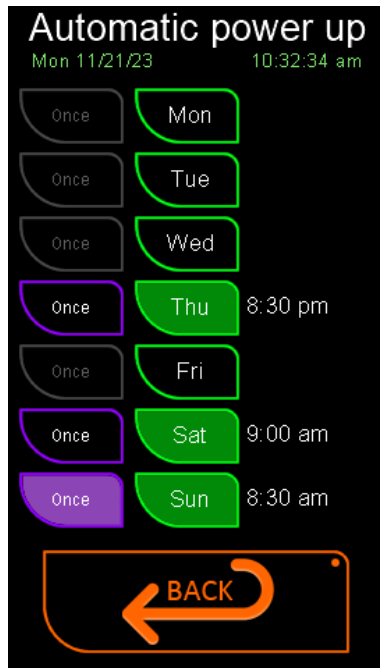 Automatic power up
Mon 11/21/23 10:32:34 am
Once Mon
Once Tue
Once Wed
Once Thu 8:30 pm
Once Fri
Once Sat 9:00 am
Once Sun 8:30 am
BACK